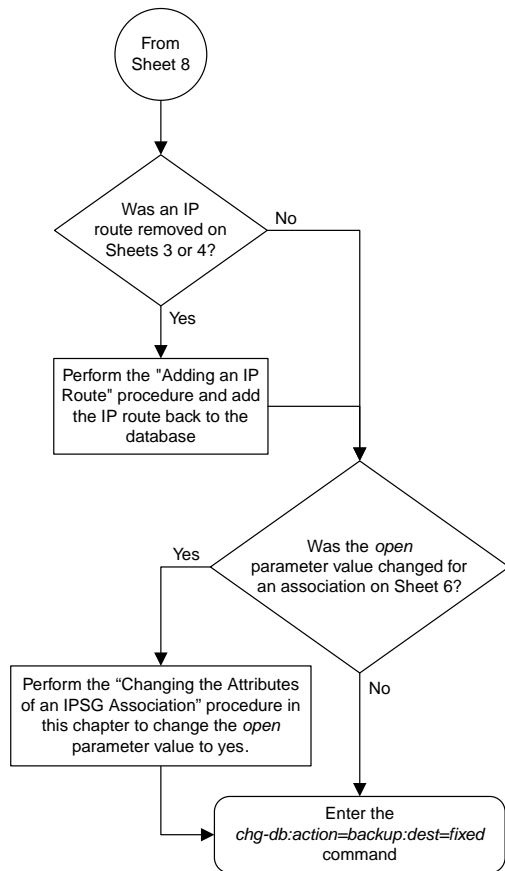 From
Sheet 8
Was an IP
route removed on
Sheets 3 or 4?
No
Yes
Perform the "Adding an IP
Route" procedure and add
the IP route back to the
database
Yes
Was the open
parameter value changed for
an association on Sheet 6?
Perform the “Changing the Attributes
of an IPSG Association” procedure in
this chapter to change the open
parameter value to yes.
No
Enter the
chg-db:action=backup:dest=fixed
command